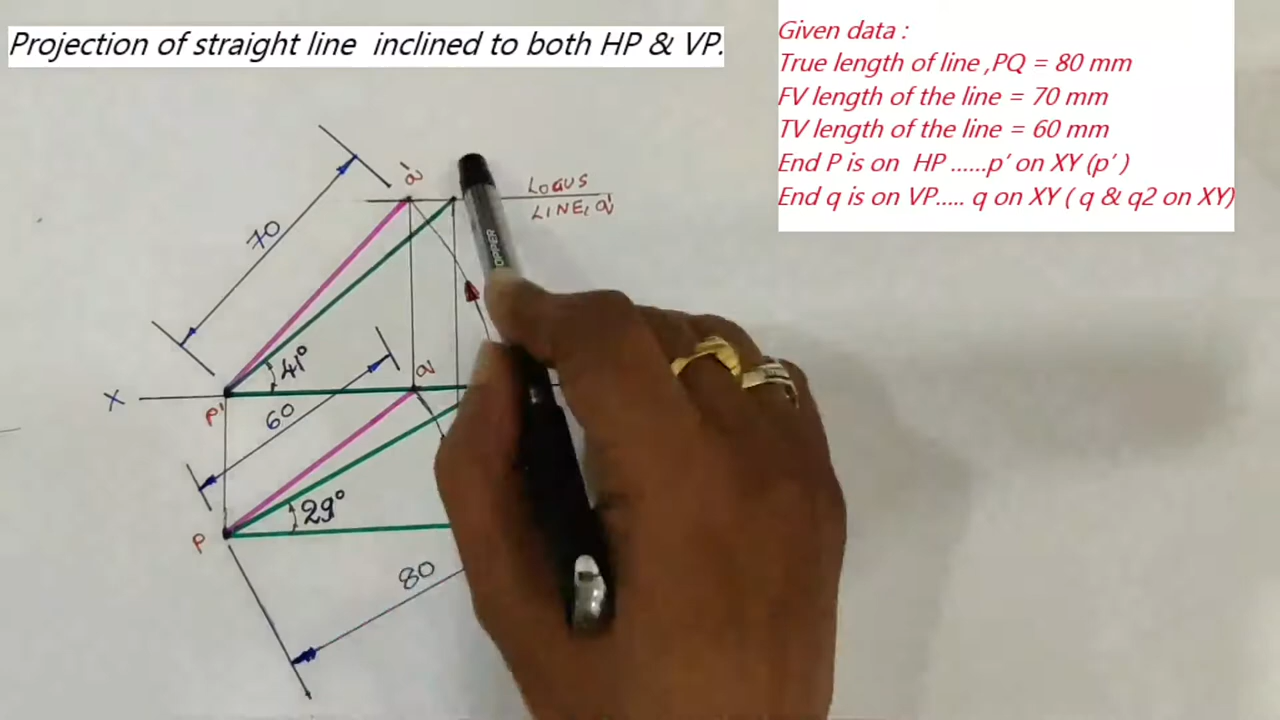 Projection of straight line inclined to both HP & VP.
Given data :
True length of line ,PQ = 80 mm
FV length of the line = 70 mm
TV length of the line = 60 mm
End P is on HP ......p' on XY (p' )
End q is on VP..... q on XY ( q & q2 on XY)
q'
LOCUS
LINE, q'
70
41°
X
p'
q
60
29°
P
80